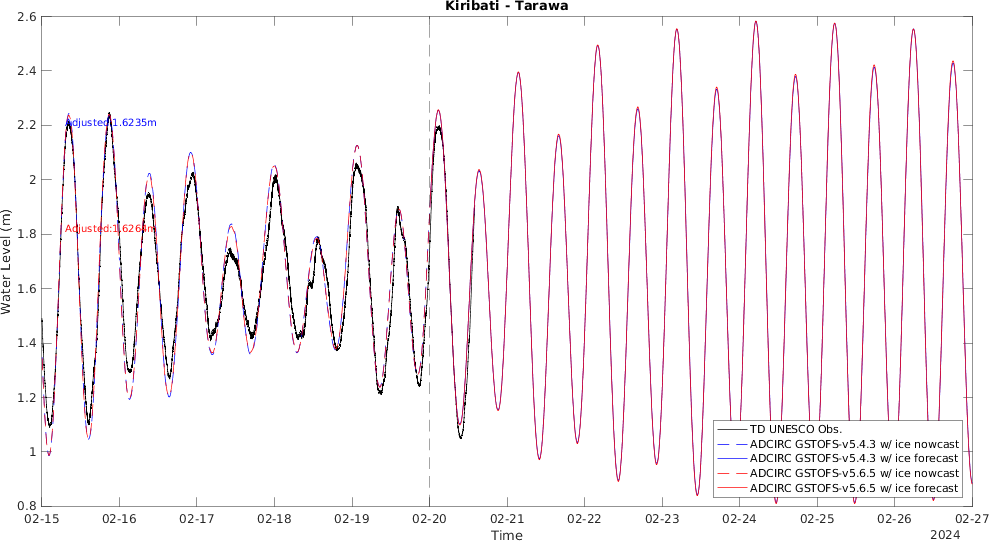 Kiribati - Tarawa
2.6
2.4
2.2
2
1.8
1.6
1.4
1.2
1
0.8
Water Level (m)
Adjusted:1.6235m
Adjusted:1.6264m
TD UNESCO Obs.
ADCIRC GSTOFS-v5.4.3 w/ ice nowcast
ADCIRC GSTOFS-v5.4.3 w/ ice forecast
ADCIRC GSTOFS-v5.6.5 w/ ice nowcast
ADCIRC GSTOFS-v5.6.5 w/ ice forecast
02-15 02-16 02-17 02-18 02-19 02-20 02-21 02-22 02-23 02-24 02-25 02-26 02-27
Time
2024